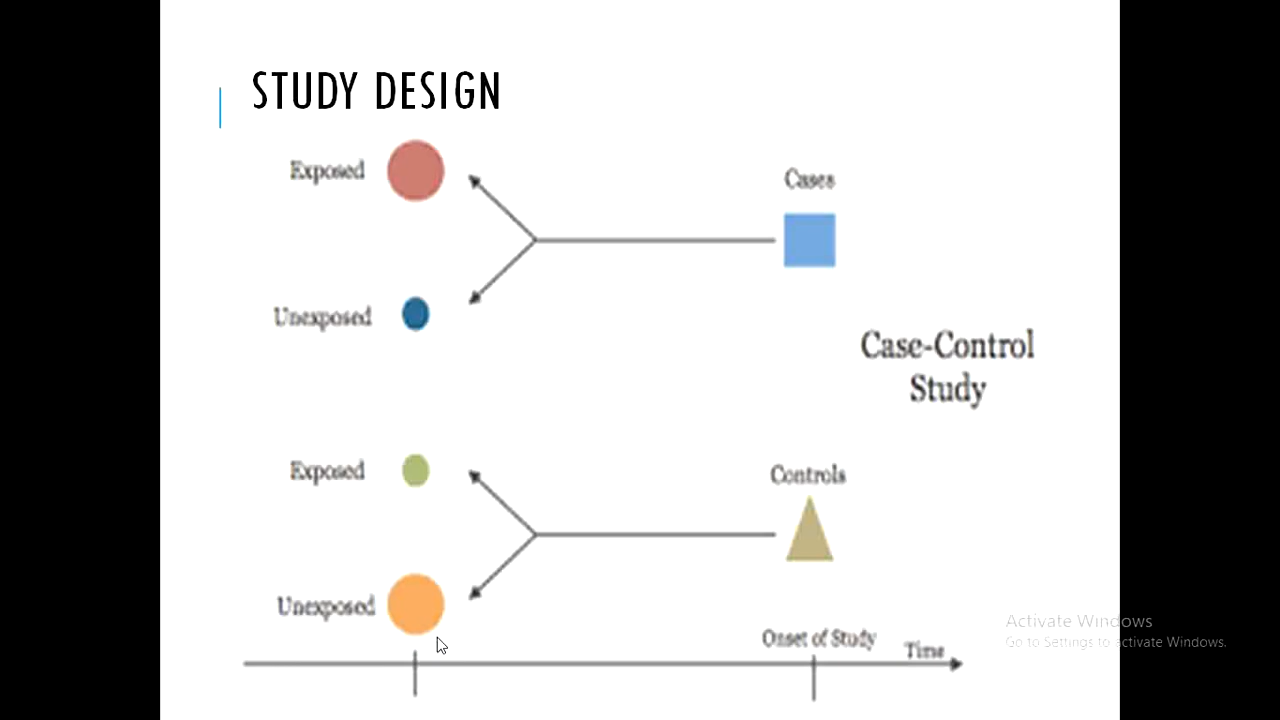 STUDY DESIGN
Exposed
Cases
Unexposed
Case-Control
Study
Exposed
Controls
Unexposed
Onset of Study
Time
Activate Windows
Go to Settings to activate Windows.